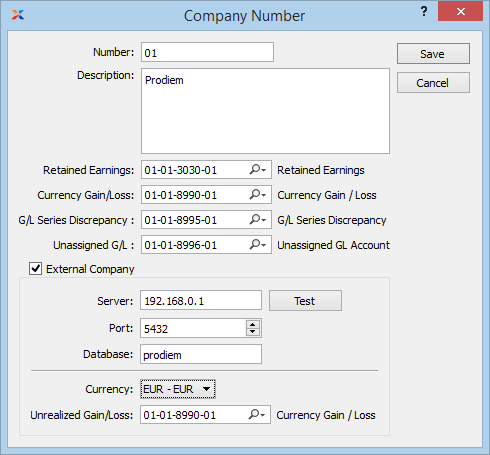 Company Number
?
Number: 01 Save
Description: Prodiem Cancel
Retained Earnings: 01-01-3030-01 Retained Earnings
Currency Gain/Loss: 01-01-8990-01 Currency Gain / Loss
G/L Series Discrepancy : 01-01-8995-01 G/L Series Discrepancy
Unassigned G/L : 01-01-8996-01 Unassigned GL Account
External Company
Server: 192.168.0.1 Test
Port: 5432
Database: prodiem
Currency: EUR - EUR
Unrealized Gain/Loss: 01-01-8990-01 Currency Gain / Loss